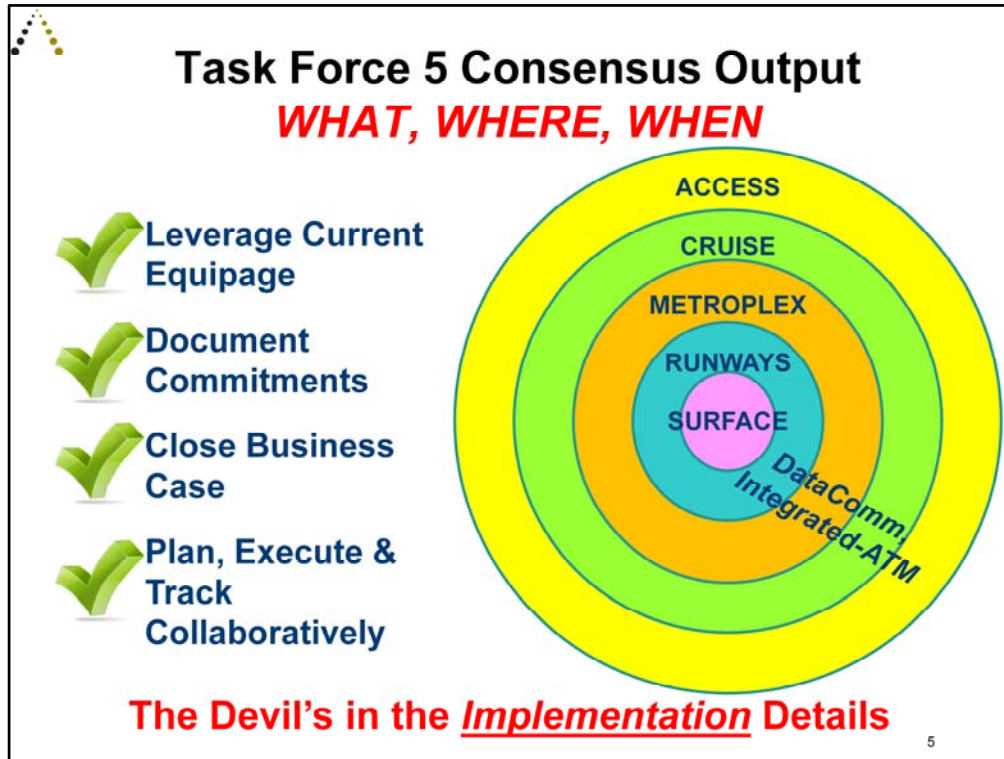 Task Force 5 Consensus Output
WHAT, WHERE, WHEN
Leverage Current
Equipage
Document
Commitments
Close Business
Case
Plan, Execute &
Track
Collaboratively
ACCESS
CRUISE
METROPLEX
RUNWAYS
SURFACE
DataComm,
Integrated-ATM
The Devil's in the Implementation Details
5